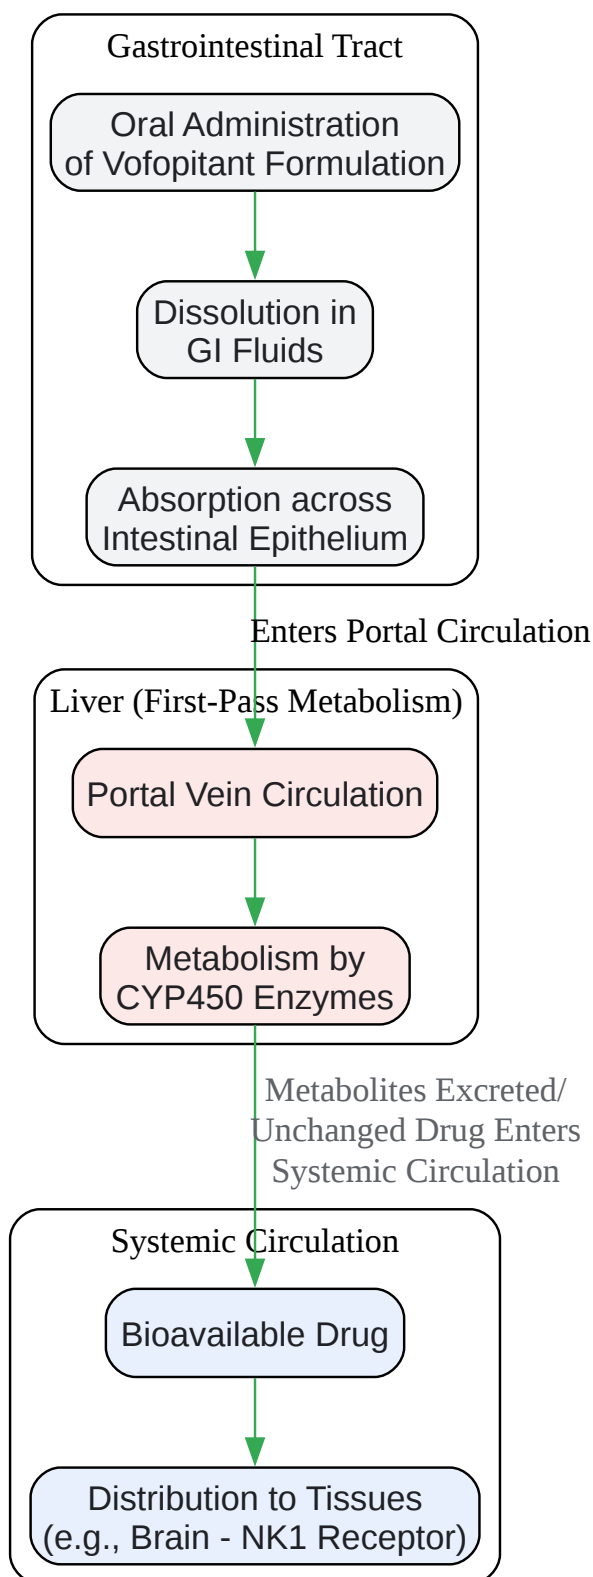 Gastrointestinal Tract
Oral Administration
of Vofopitant Formulation
Dissolution in
GI Fluids
Absorption across
Intestinal Epithelium
Enters Portal Circulation
Liver (First-Pass Metabolism)
Portal Vein Circulation
Metabolism by
CYP450 Enzymes
Metabolites Excreted/
Unchanged Drug Enters
Systemic Circulation
Systemic Circulation
Bioavailable Drug
Distribution to Tissues
(e.g., Brain - NK1 Receptor)